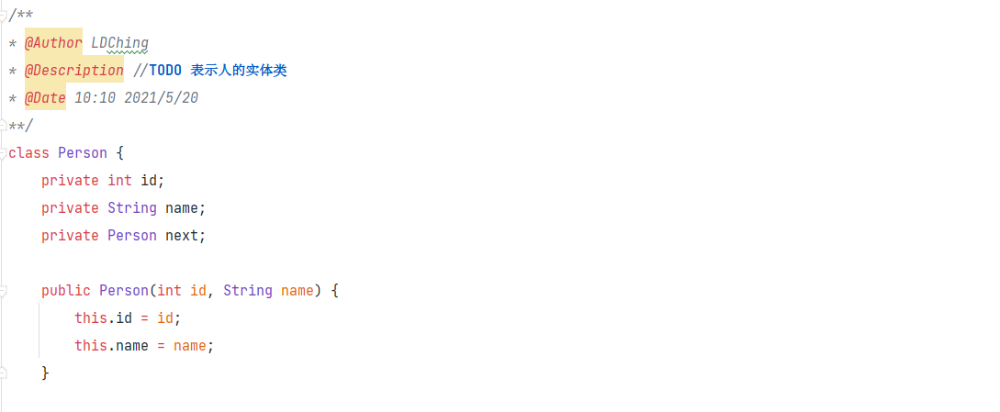 /**
* @Author LDChing
* @Description //TODO 表示人的实体类
* @Date 10:10 2021/5/20
**/
class Person {
    private int id;
    private String name;
    private Person next;

    public Person(int id, String name) {
        this.id = id;
        this.name = name;
    }